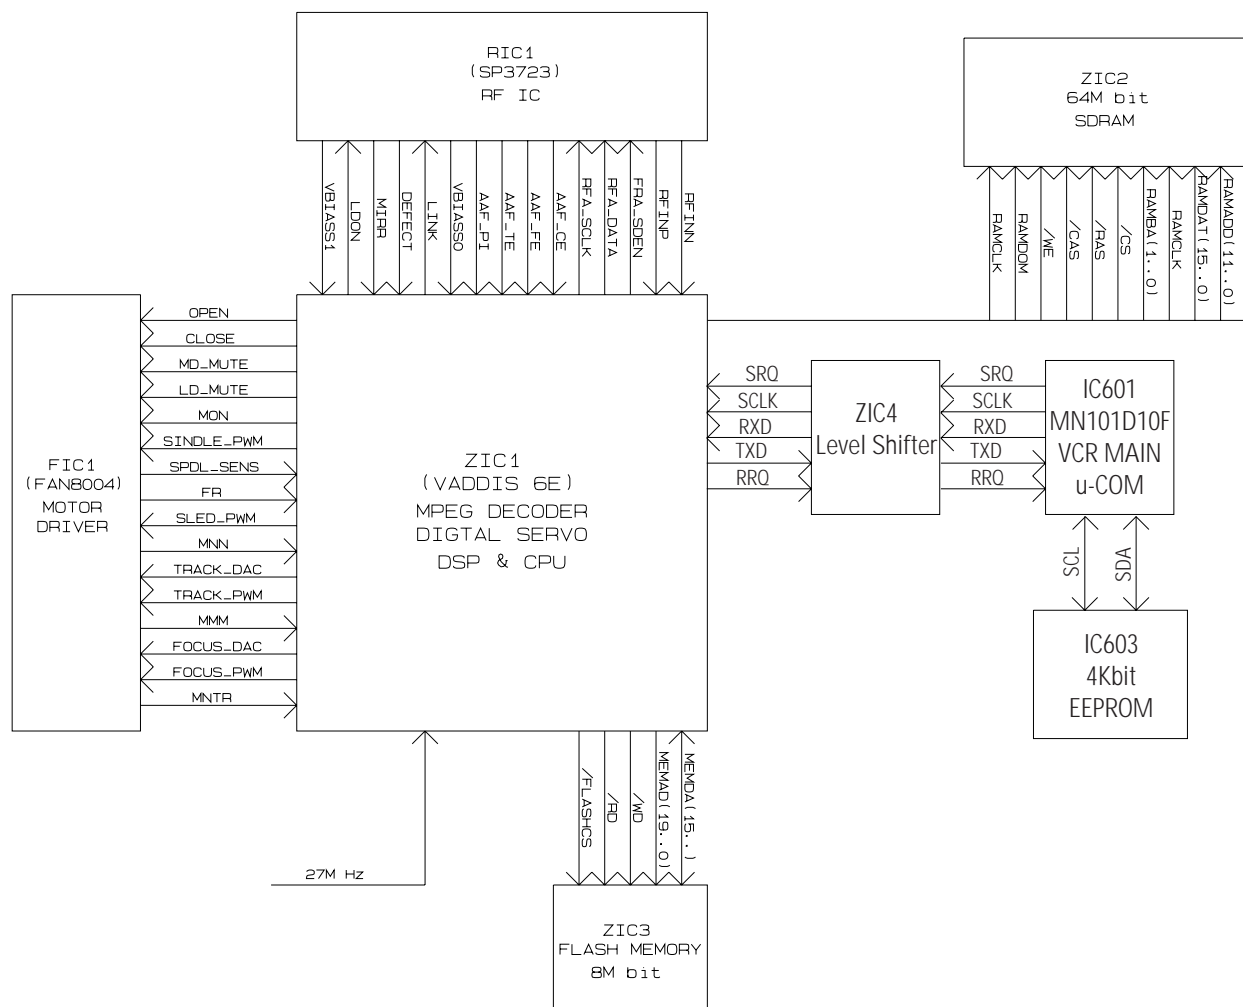 RIC1
(SP3723)
RF IC
ZIC2
64M bit
SDRAM
VBIASS1
LDON
MIRR
DEFECT
LINK
VBIASS0
AAF_PI
AAF_TE
AAF_FE
AAF_CE
RFA_SCLK
RFA_DATA
FRA_SDEN
RFINP
RFINN
RAMCLK
RAMDOM
/WE
/CAS
/RAS
/CS
RAMBA(1..0)
RAMCLK
RAMDAT(15..0)
RAMADD(11..0)
FIC1
(FAN8004)
MOTOR
DRIVER
OPEN
CLOSE
MD_MUTE
LD_MUTE
MON
SINDLE_PWM
SPDL_SENS
FR
SLED_PWM
MNN
TRACK_DAC
TRACK_PWM
MMM
FOCUS_DAC
FOCUS_PWM
MNTR
ZIC1
(VADDIS 6E)
MPEG DECODER
DIGTAL SERVO
DSP & CPU
SRQ
SCLK
RXD
TXD
RRQ
ZIC4
Level Shifter
SRQ
SCLK
RXD
TXD
RRQ
IC601
MN101D10F
VCR MAIN
u-COM
SCL
SDA
IC603
4Kbit
EEPROM
/FLASHCS
/RD
/WD
MEMAD(19..0)
MEMDA(15..)
27M Hz
ZIC3
FLASH MEMORY
8M bit